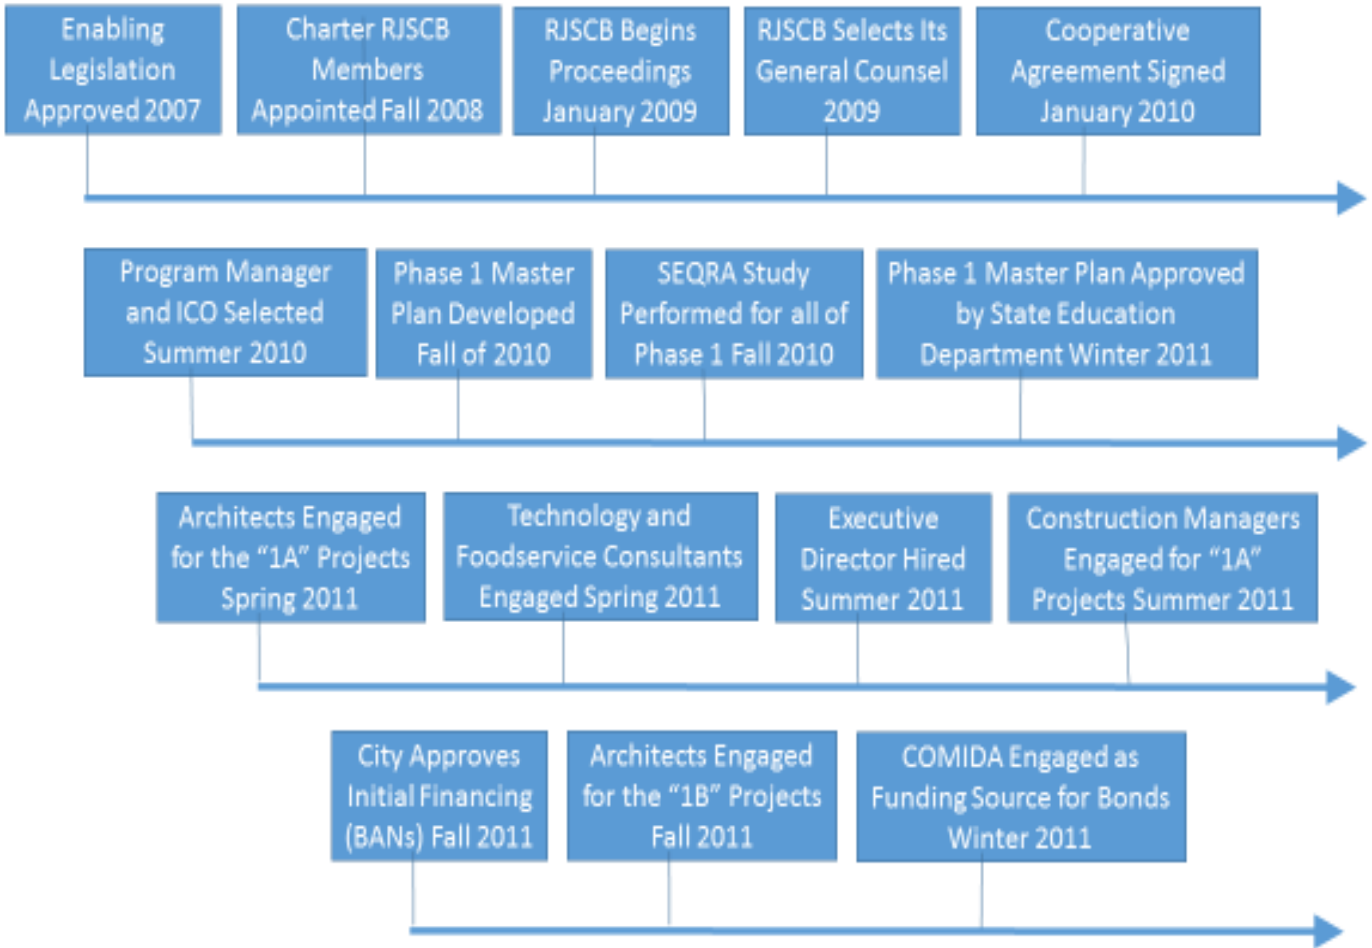 Enabling
Legislation
Approved 2007
Charter RJSCB
Members
Appointed Fall 2008
RJSCB Begins
Proceedings
January 2009
RJSCB Selects Its
General Counsel
2009
Cooperative
Agreement Signed
January 2010
Program Manager
and ICO Selected
Summer 2010
Phase 1 Master
Plan Developed
Fall of 2010
SEQRA Study
Performed for all of
Phase 1 Fall 2010
Phase 1 Master Plan Approved
by State Education
Department Winter 2011
Architects Engaged
for the “1A” Projects
Spring 2011
Technology and
Foodservice Consultants
Engaged Spring 2011
Executive
Director Hired
Summer 2011
Construction Managers
Engaged for “1A”
Projects Summer 2011
City Approves
Initial Financing
(BANs) Fall 2011
Architects Engaged
for the “1B” Projects
Fall 2011
COMIDA Engaged as
Funding Source for Bonds
Winter 2011